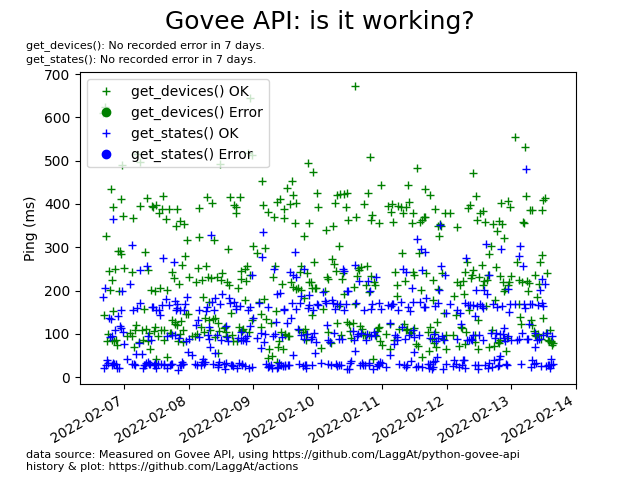 Govee API: is it working?
get_devices(): No recorded error in 7 days.
get_states(): No recorded error in 7 days.
get_devices() OK
get_devices() Error
get_states() OK
get_states() Error
Ping (ms)
700
600
500
400
300
200
100
0
2022-02-07
2022-02-08
2022-02-09
2022-02-10
2022-02-11
2022-02-12
2022-02-13
2022-02-14
data source: Measured on Govee API, using https://github.com/LaggAt/python-govee-api
history & plot: https://github.com/LaggAt/actions